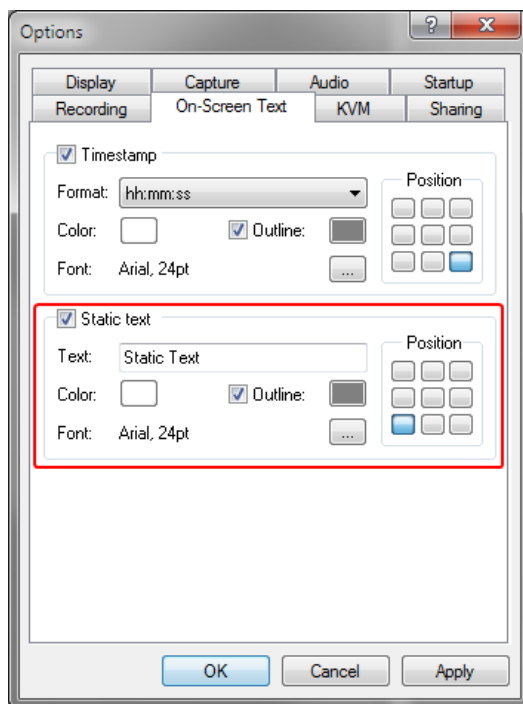 Options
?
X
Display Capture Audio Startup
Recording On-Screen Text KVM Sharing
Timestamp
Position
Format: hh:mm:ss
Color: Outline:
Font: Arial, 24pt ...
Static text
Position
Text: Static Text
Color: Outline:
Font: Arial, 24pt ...
OK Cancel Apply